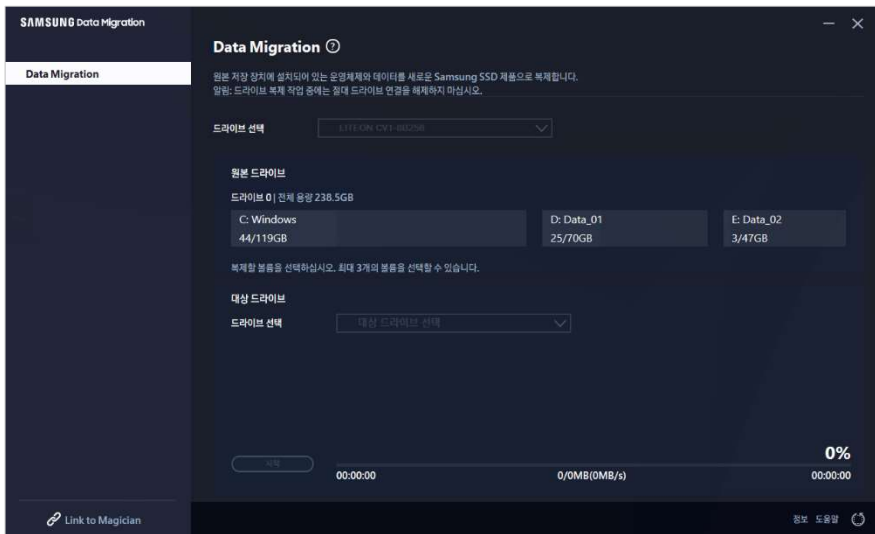 SAMSUNG Data Migration
Data Migration
Data Migration ?
원본 저장 장치에 설치되어 있는 운영체제와 데이터를 새로운 Samsung SSD 제품으로 복제합니다.
알림: 드라이브 복제 작업 중에는 절대 드라이브 연결을 해제하지 마십시오.
드라이브 선택
LITEON CV1-8B256
원본 드라이브
드라이브 0 | 전체 용량 238.5GB
C: Windows
44/119GB
D: Data_01
25/70GB
E: Data_02
3/47GB
복제할 볼륨을 선택하십시오. 최대 3개의 볼륨을 선택할 수 있습니다.
대상 드라이브
드라이브 선택
대상 드라이브 선택
0%
시작
00:00:00
0/0MB(0MB/s)
00:00:00
Link to Magician
정보
도움말